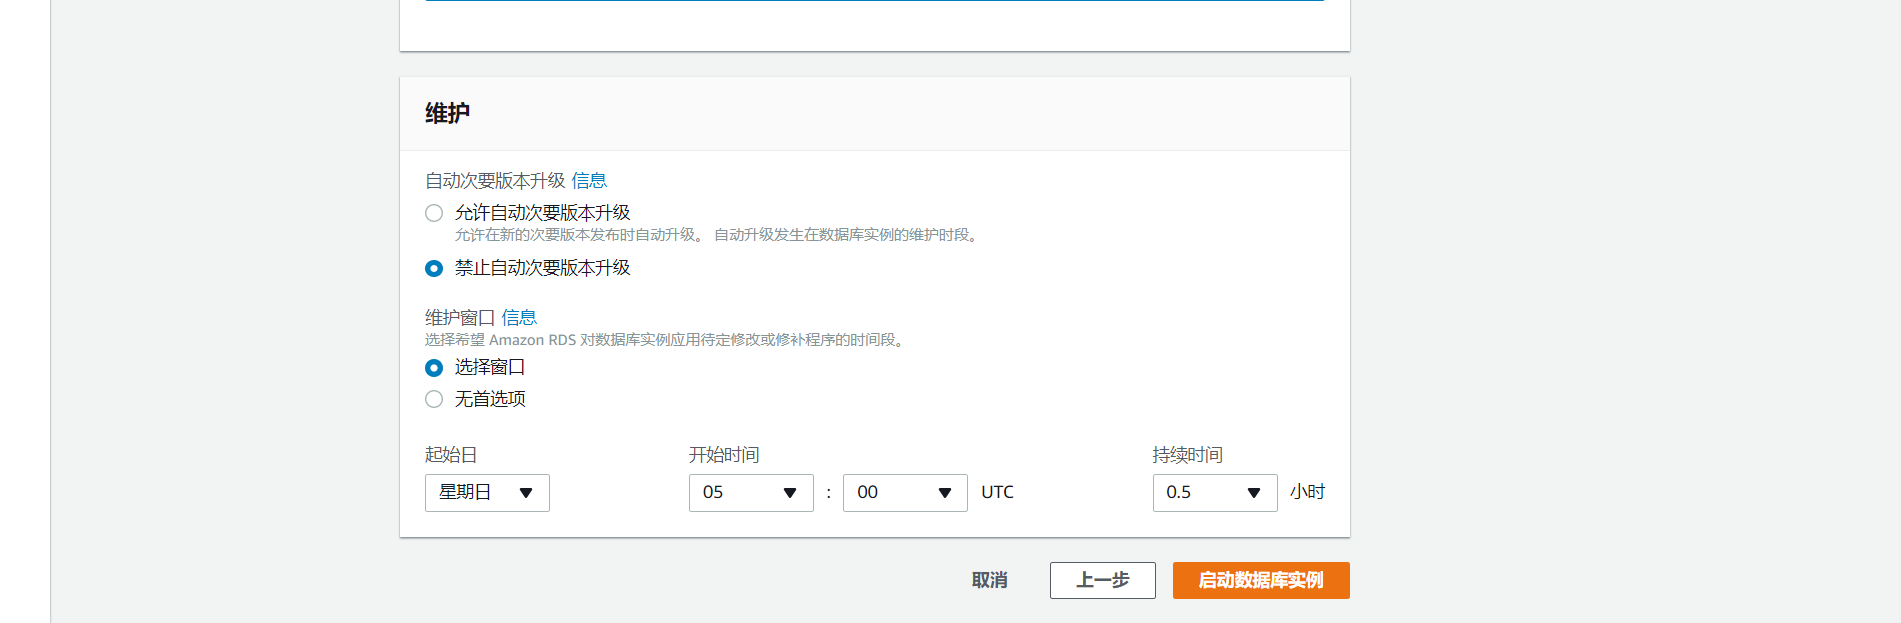 维护
自动次要版本升级 信息
允许自动次要版本升级
允许在新的次要版本发布时自动升级。 自动升级发生在数据库实例的维护时段。
禁止自动次要版本升级
维护窗口 信息
选择希望 Amazon RDS 对数据库实例应用待定修改或修补程序的时间段。
选择窗口
无首选项
起始日 开始时间 持续时间
星期日 05 : 00 UTC 0.5 小时
取消 上一步 启动数据库实例